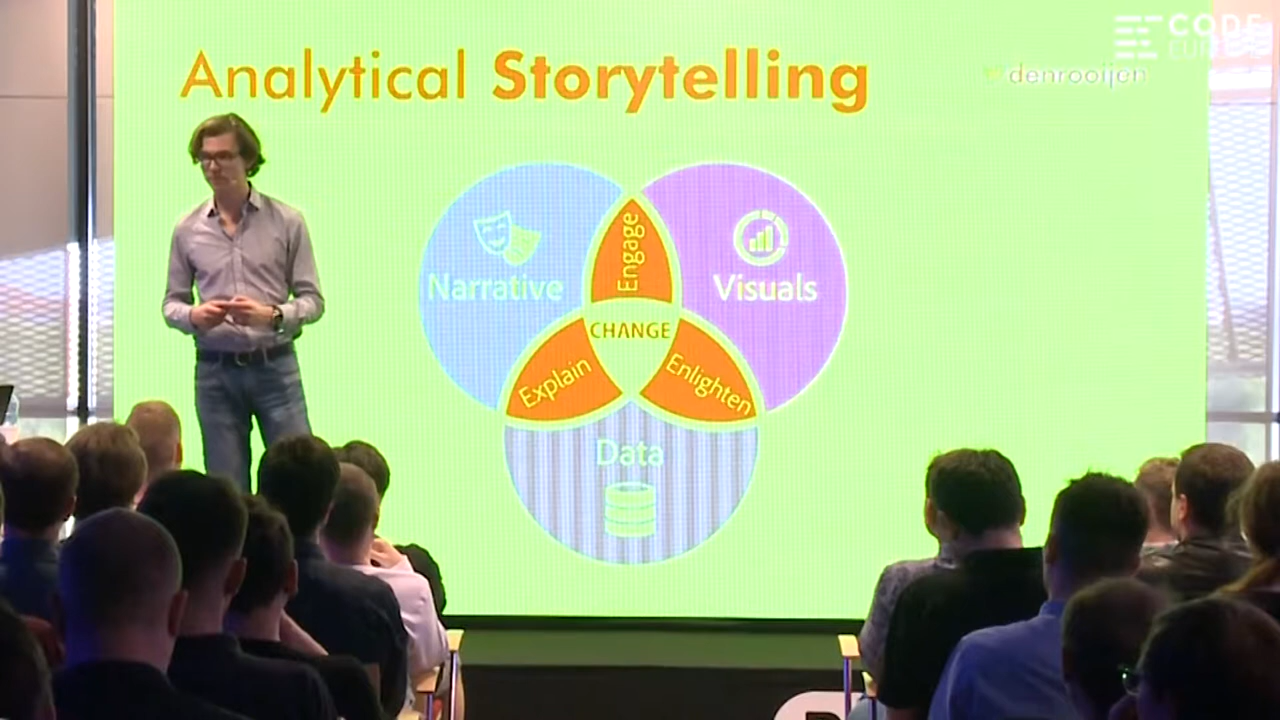 CODE
Analytical Storytelling
denrooijen
Engage
Narrative
Visuals
CHANGE
Explain
Enlighten
Data